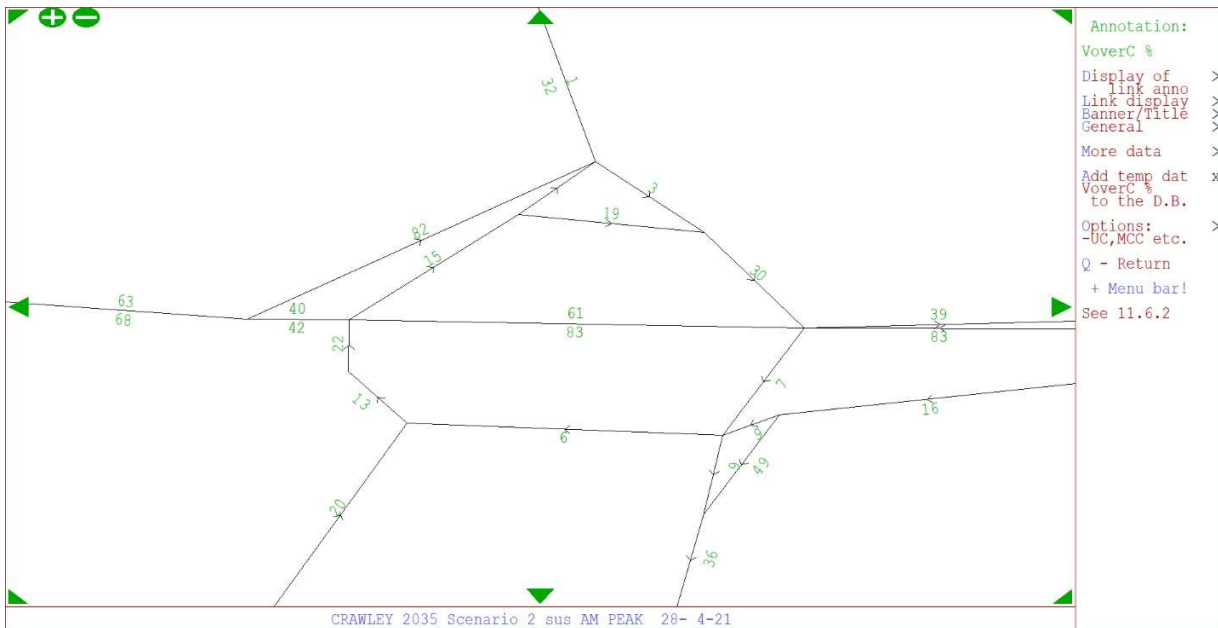 Annotation:
VoverC %
Display of >
link anno
Link display >
Banner/Title >
General >
More data >
Add temp dat x
VoverC %
to the D.B.
Options: >
-UC,MCC etc.
Q - Return
+ Menu bar!
See 11.6.2
1
32
3
19
82
15
30
63
68
40
42
61
83
39
83
22
13
7
16
6
9
9
49
20
36
CRAWLEY 2035 Scenario 2 sus AM PEAK 28- 4-21